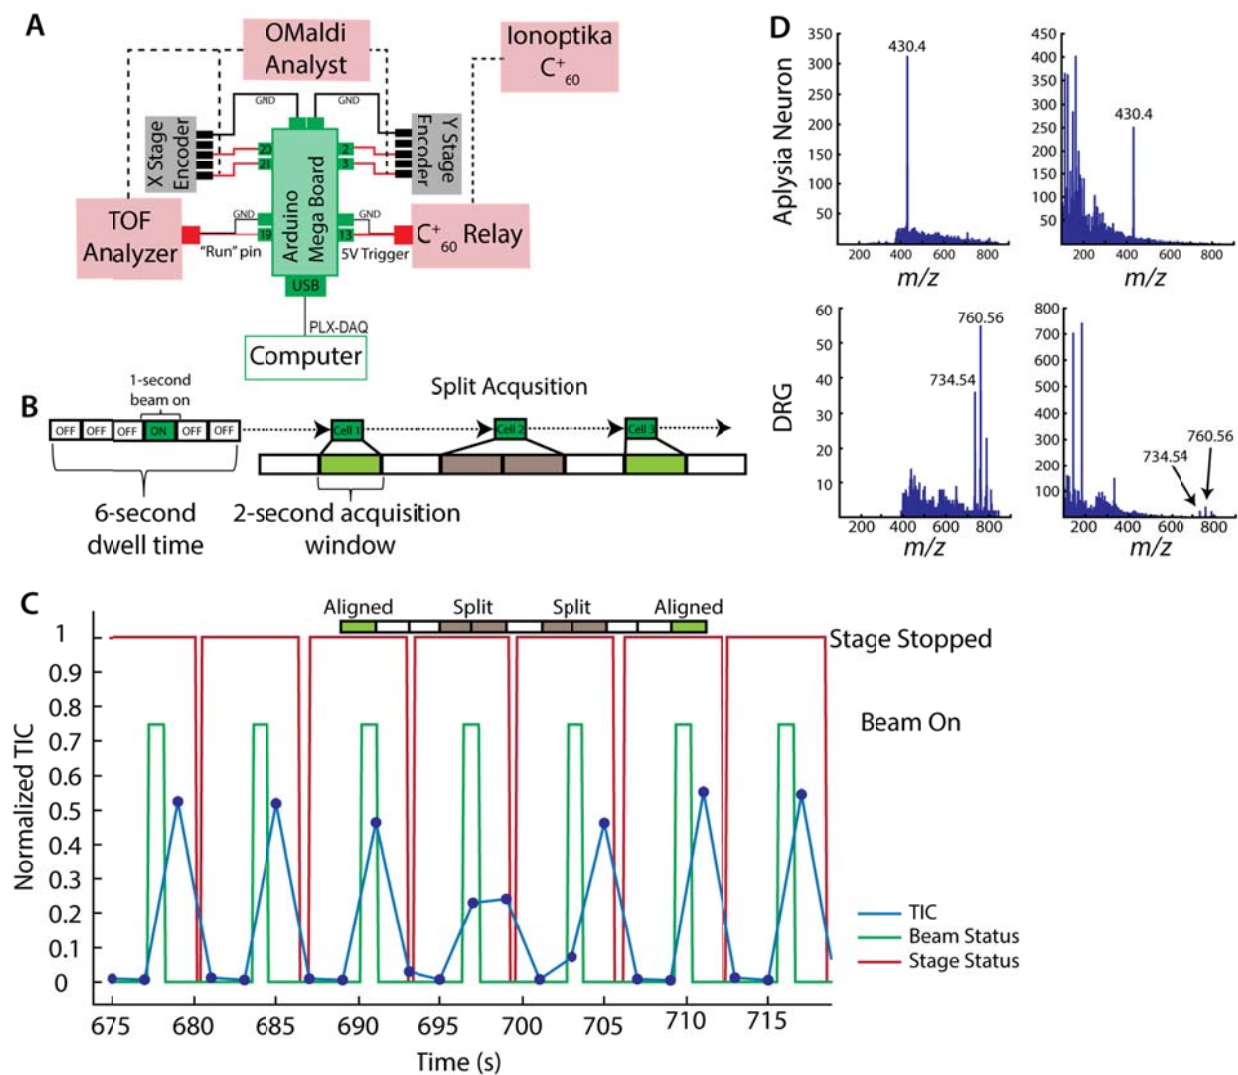 A
OMaldi
Analyst
Ionoptika
C+60
GND
GND
X Stage
Encoder
Y Stage
Encoder
20
21
2
3
Arduino
Mega Board
TOF
Analyzer
GND
19
"Run" pin
GND
13
5V Trigger
C+60 Relay
USB
PLX-DAQ
Computer
B
1-second
beam on
OFF OFF OFF ON OFF OFF
6-second
dwell time
Split Acqusition
Cell 1
Cell 2
Cell 3
2-second acquisition
window
D
Aplysia Neuron
350
300
250
200
150
100
50
430.4
200 400 600 800
m/z
450
400
350
300
250
200
150
100
50
430.4
200 400 600 800
m/z
DRG
60
50
40
30
20
10
760.56
734.54
200 400 600 800
m/z
800
700
600
500
400
300
200
100
734.54
760.56
200 400 600 800
m/z
C
Aligned Split Split Aligned
Stage Stopped
Beam On
Normalized TIC
1
0.9
0.8
0.7
0.6
0.5
0.4
0.3
0.2
0.1
0
675 680 685 690 695 700 705 710 715
Time (s)
TIC
Beam Status
Stage Status